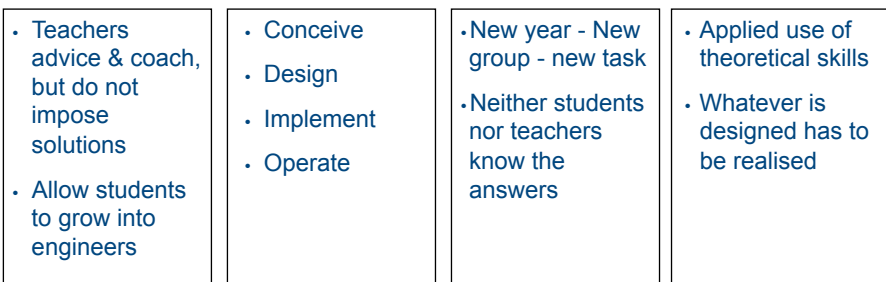 • Teachers
advice & coach,
but do not
impose
solutions
• Allow students
to grow into
engineers
• Conceive
• Design
• Implement
• Operate
• New year - New
group - new task
• Neither students
nor teachers
know the
answers
• Applied use of
theoretical skills
• Whatever is
designed has to
be realised